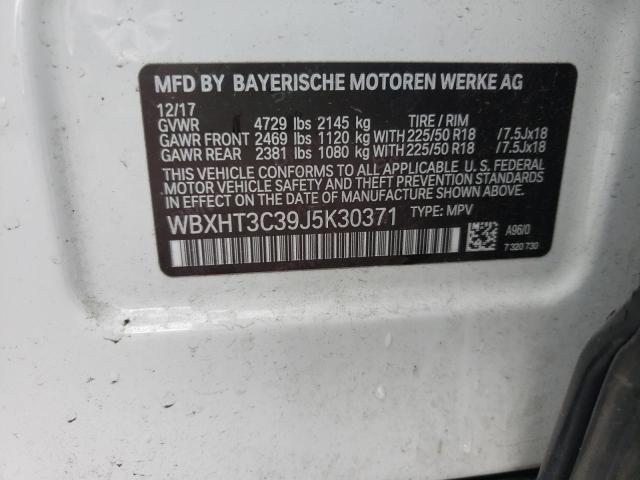 MFD BY BAYERISCHE MOTOREN WERKE AG
12/17
GVWR 4729 lbs 2145 kg TIRE / RIM
GAWR FRONT 2469 lbs 1120 kg WITH 225/50 R18 / 7.5Jx18
GAWR REAR 2381 lbs 1080 kg WITH 225/50 R18 / 7.5Jx18
THIS VEHICLE CONFORMS TO ALL APPLICABLE U. S. FEDERAL
MOTOR VEHICLE SAFETY AND THEFT PREVENTION
STANDARDS IN EFFECT ON THE DATE OF MANUFACTURE SHOWN ABOVE.
WBXHT3C39J5K30371 TYPE: MPV
A96/0
7 320 730